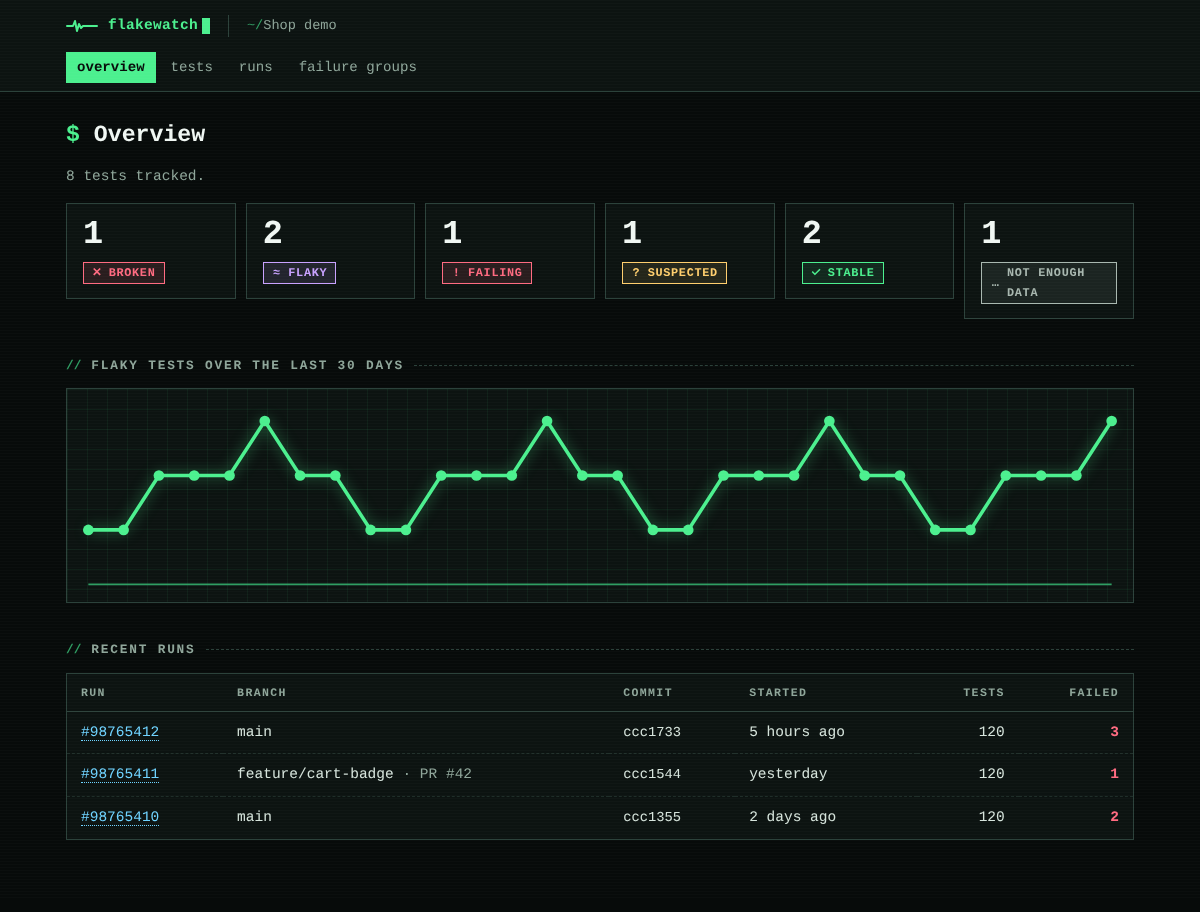 flakewatch ~/Shop demo
overview tests runs failure groups
$ Overview
8 tests tracked.
1 2 1 1 2 1
✕ BROKEN ≈ FLAKY ! FAILING ? SUSPECTED ✓ STABLE … NOT ENOUGH
DATA
// FLAKY TESTS OVER THE LAST 30 DAYS
// RECENT RUNS
RUN BRANCH COMMIT STARTED TESTS FAILED
#98765412 main ccc1733 5 hours ago 120 3
#98765411 feature/cart-badge · PR #42 ccc1544 yesterday 120 1
#98765410 main ccc1355 2 days ago 120 2